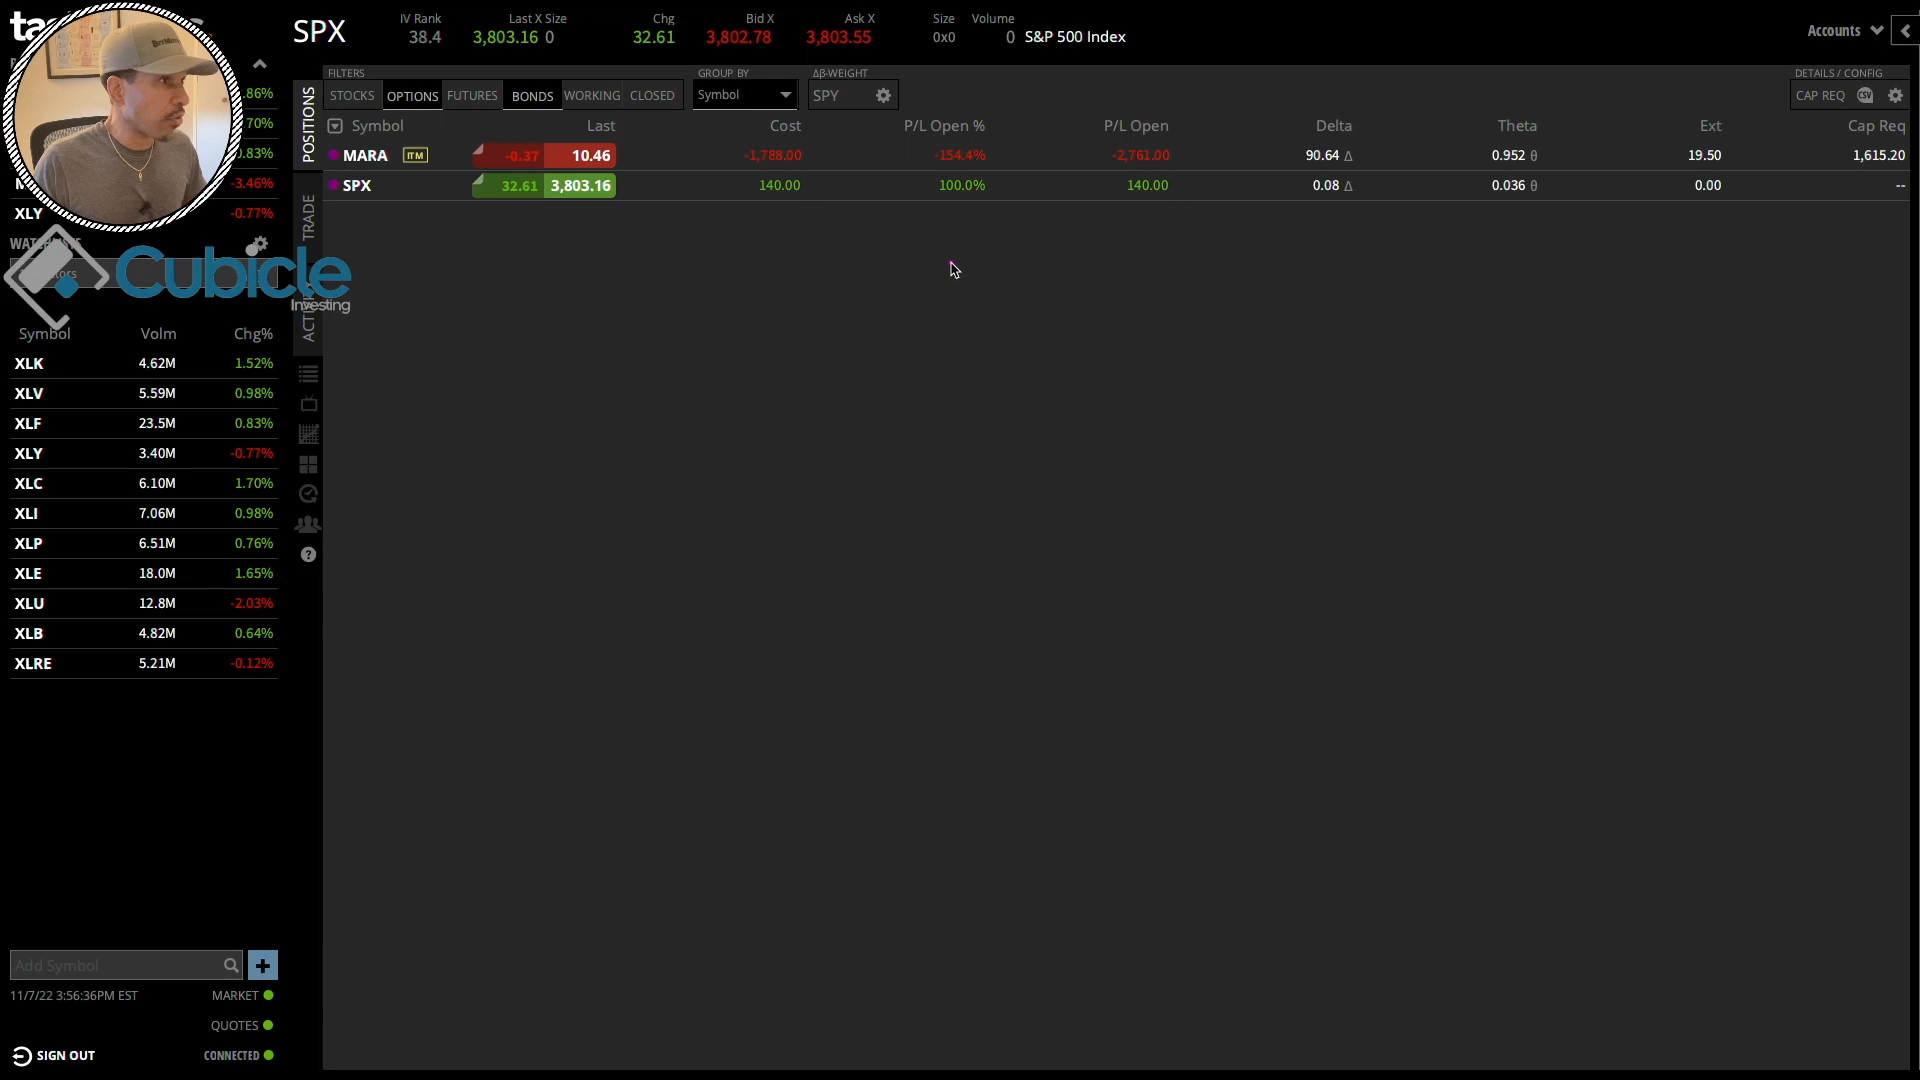 SPX
IV Rank Last X Size Chg Bid X Ask X Size Volume
38.4 3,803.16 0 32.61 3,802.78 3,803.55 0x0 0 S&P 500 Index
Accounts
FILTERS GROUP BY Δβ-WEIGHT DETAILS / CONFIG
STOCKS OPTIONS FUTURES BONDS WORKING CLOSED Symbol SPY CAP REQ CSV
POSITIONS
TRADE
Symbol Last Cost P/L Open % P/L Open Delta Theta Ext Cap Req
MARA ITM -0.37 10.46 -1,788.00 -154.4% -2,761.00 90.64 Δ 0.952 θ 19.50 1,615.20
SPX 32.61 3,803.16 140.00 100.0% 140.00 0.08 Δ 0.036 θ 0.00 --
.86%
70%
0.83%
-3.46%
XLY -0.77%
Cubicle
Investing
Symbol Volm Chg%
XLK 4.62M 1.52%
XLV 5.59M 0.98%
XLF 23.5M 0.83%
XLY 3.40M -0.77%
XLC 6.10M 1.70%
XLI 7.06M 0.98%
XLP 6.51M 0.76%
XLE 18.0M 1.65%
XLU 12.8M -2.03%
XLB 4.82M 0.64%
XLRE 5.21M -0.12%
Add Symbol
11/7/22 3:56:36PM EST MARKET
QUOTES
SIGN OUT CONNECTED